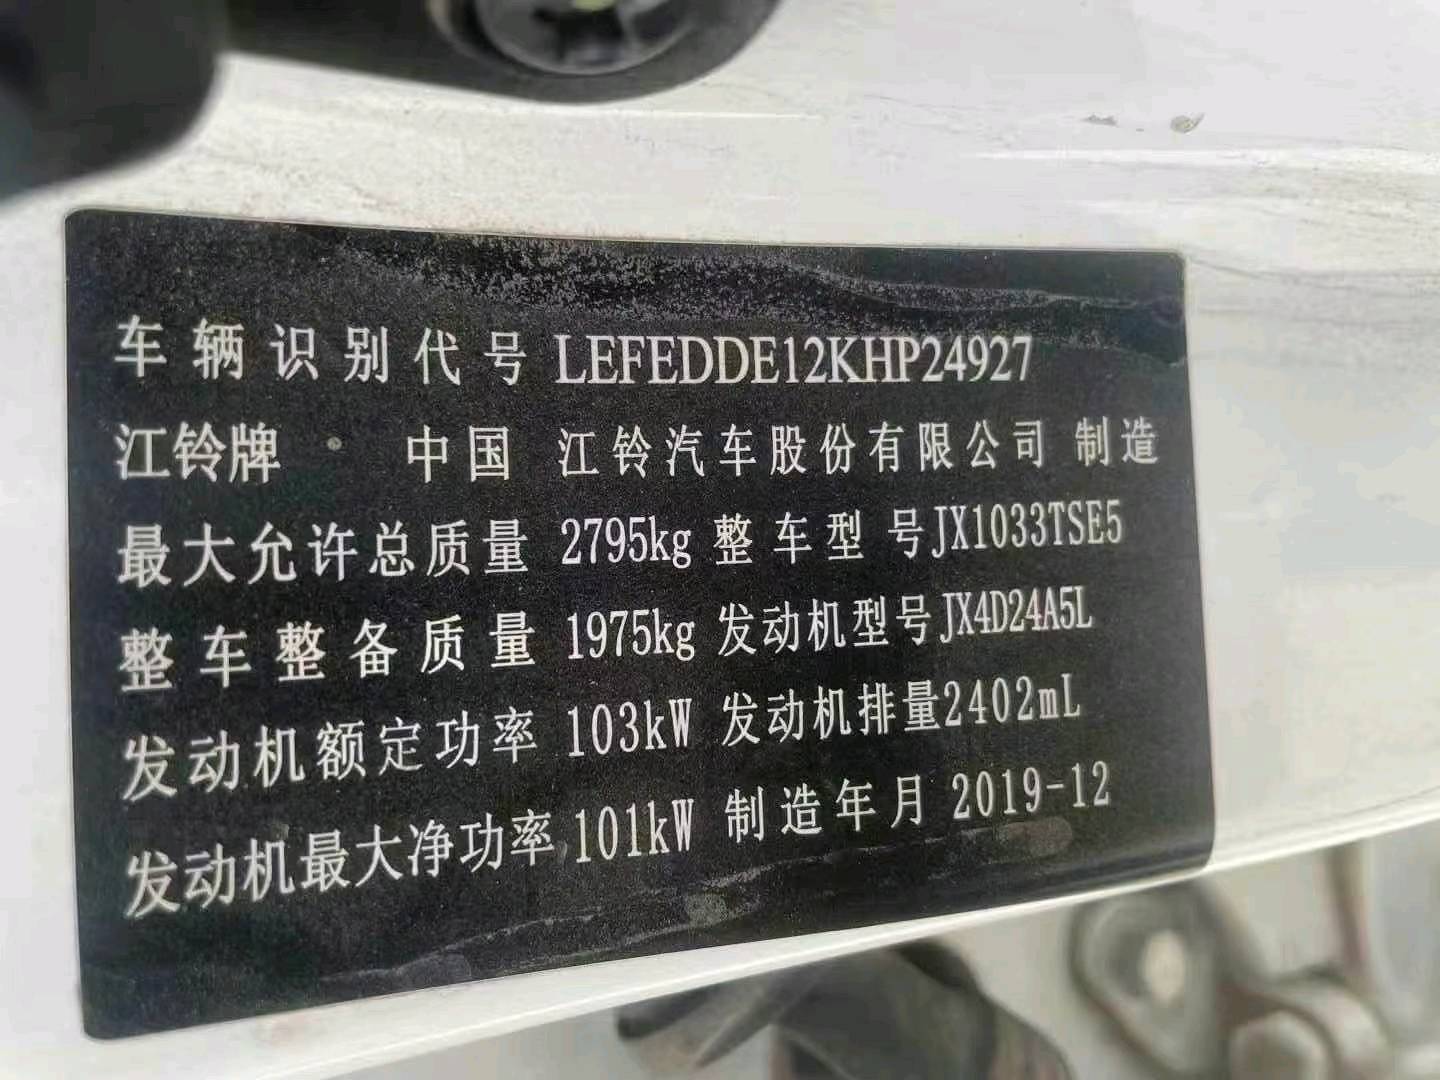 车辆识别代号 LEFEDDE12KHP24927
江铃牌 中国 江铃汽车股份有限公司 制造
最大允许总质量 2795kg 整车型号 JX1033TSE5
整车整备质量 1975kg 发动机型号 JX4D24A5L
发动机额定功率 103kW 发动机排量 2402mL
发动机最大净功率 101kW 制造年月 2019-12